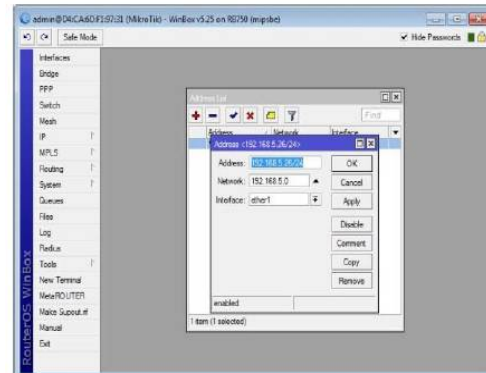 admin@D4:CA:6D:F1:97:31 (MikroTik) - WinBox v5.25 on RB750 (mipsbe)
Safe Mode
Hide Passwords
Interfaces
Bridge
PPP
Switch
Mesh
IP
MPLS
Routing
System
Queues
Files
Log
Radius
Tools
New Terminal
MetaROUTER
Make Supout.rif
Manual
Exit
RouterOS WinBox
Address List
Find
Address
Network
Interface
Address <192.168.5.26/24>
Address: 192.168.5.26/24
Network: 192.168.5.0
Interface: ether1
OK
Cancel
Apply
Disable
Comment
Copy
Remove
enabled
1 item (1 selected)